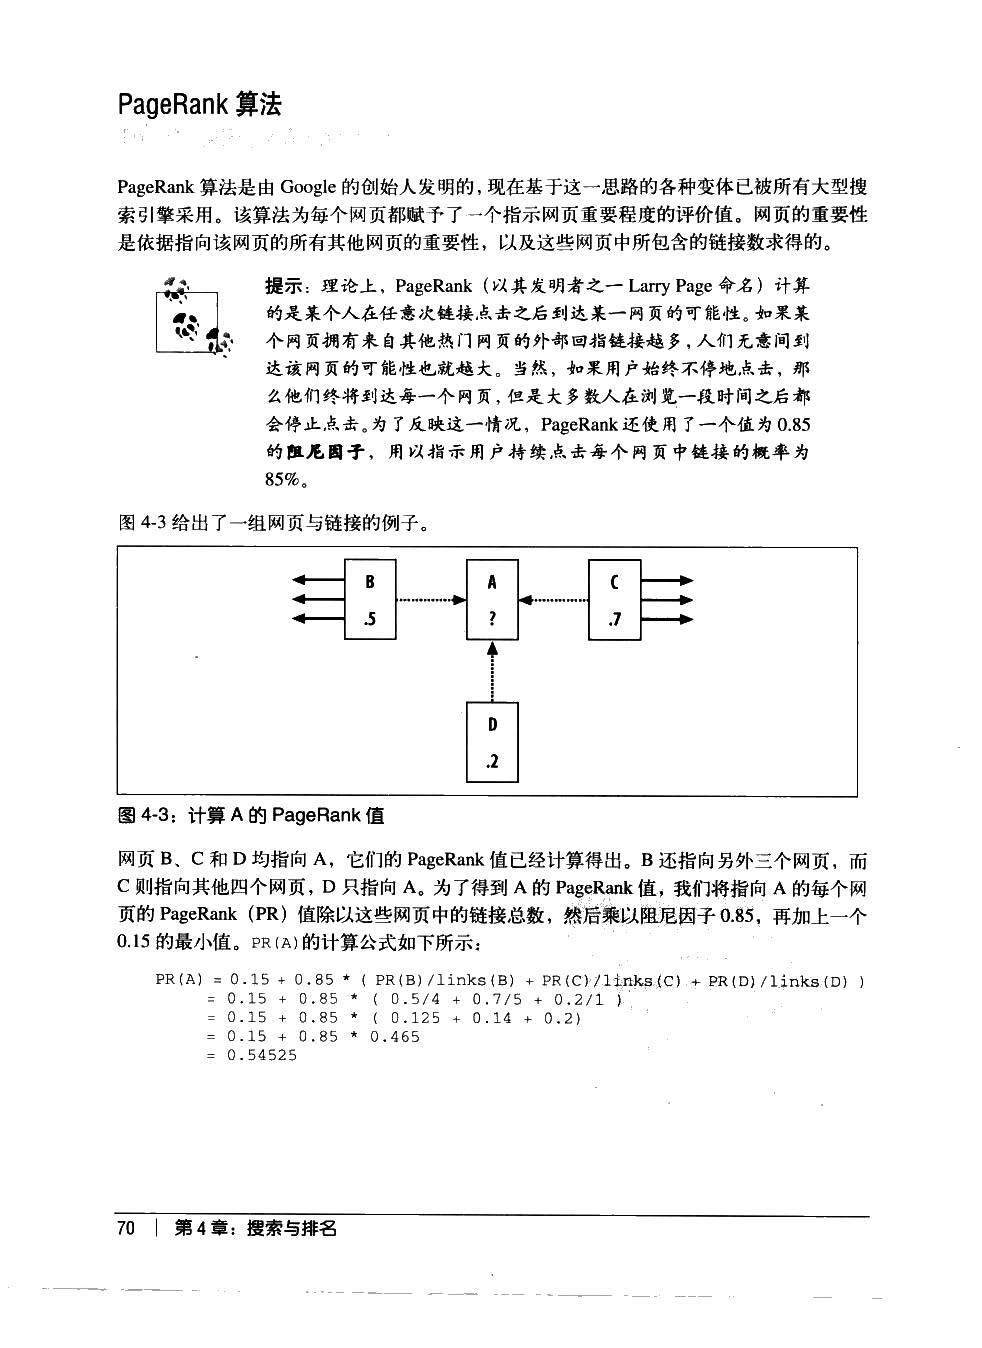 PageRank 算法
PageRank 算法是由 Google 的创始人发明的，现在基于这一思路的各种变体已被所有大型搜
索引擎采用。该算法为每个网页都赋予了一个指示网页重要程度的评价值。网页的重要性
是依据指向该网页的所有其他网页的重要性，以及这些网页中所包含的链接数求得的。
提示：理论上，PageRank（以其发明者之一 Larry Page 命名）计算
的是某个人在任意次链接点击之后到达某一网页的可能性。如果某
个网页拥有来自其他热门网页的外部回指链接越多，人们无意间到
达该网页的可能性也就越大。当然，如果用户始终不停地点击，那
么他们终将到达每一个网页，但是大多数人在浏览一段时间之后都
会停止点击。为了反映这一情况，PageRank 还使用了一个值为 0.85
的阻尼因子，用以指示用户持续点击每个网页中链接的概率为
85%。
图 4-3 给出了一组网页与链接的例子。
B A C
.5 ? .7
D
.2
图 4-3：计算 A 的 PageRank 值
网页 B、C 和 D 均指向 A，它们的 PageRank 值已经计算得出。B 还指向另外三个网页，而
C 则指向其他四个网页，D 只指向 A。为了得到 A 的 PageRank 值，我们将指向 A 的每个网
页的 PageRank（PR）值除以这些网页中的链接总数，然后乘以阻尼因子 0.85，再加上一个
0.15 的最小值。PR(A)的计算公式如下所示：
PR(A) = 0.15 + 0.85 * ( PR(B)/links(B) + PR(C)/links(C) + PR(D)/links(D) )
= 0.15 + 0.85 * ( 0.5/4 + 0.7/5 + 0.2/1 )
= 0.15 + 0.85 * ( 0.125 + 0.14 + 0.2)
= 0.15 + 0.85 * 0.465
= 0.54525
70 | 第 4 章：搜索与排名